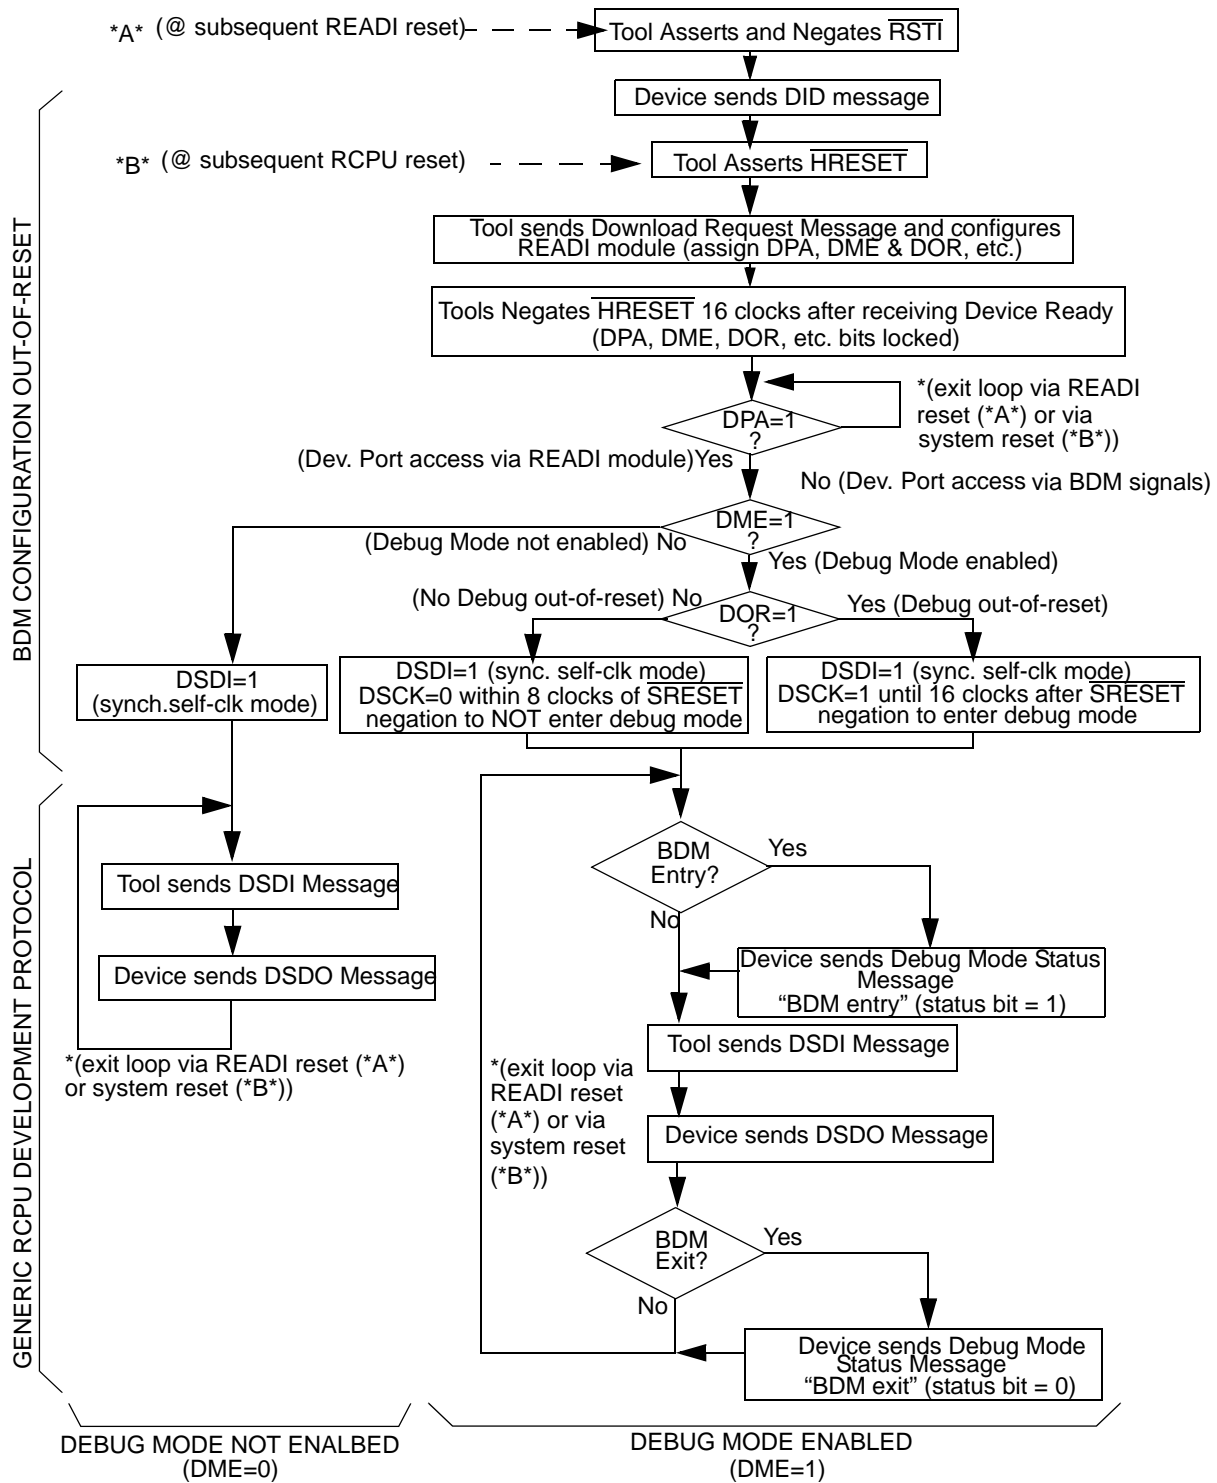 *A* (@ subsequent READI reset)
Tool Asserts and Negates RSTI
Device sends DID message
*B* (@ subsequent RCPU reset)
Tool Asserts HRESET
Tool sends Download Request Message and configures
READI module (assign DPA, DME & DOR, etc.)
Tools Negates HRESET 16 clocks after receiving Device Ready
(DPA, DME, DOR, etc. bits locked)
*(exit loop via READI
reset (*A*) or via
system reset (*B*))
DPA=1
?
(Dev. Port access via READI module)Yes
No (Dev. Port access via BDM signals)
DME=1
?
(Debug Mode not enabled) No
Yes (Debug Mode enabled)
(No Debug out-of-reset) No
DOR=1
?
Yes (Debug out-of-reset)
DSDI=1
(synch.self-clk mode)
DSDI=1 (sync. self-clk mode)
DSCK=0 within 8 clocks of SRESET
negation to NOT enter debug mode
DSDI=1 (sync. self-clk mode)
DSCK=1 until 16 clocks after SRESET
negation to enter debug mode
BDM CONFIGURATION OUT-OF-RESET
GENERIC RCPU DEVELOPMENT PROTOCOL
Tool sends DSDI Message
Device sends DSDO Message
*(exit loop via READI reset (*A*)
or system reset (*B*))
BDM
Entry?
Yes
No
Device sends Debug Mode Status
Message
“BDM entry” (status bit = 1)
Tool sends DSDI Message
*(exit loop via
READI reset
(*A*) or via
system reset
(*B*))
Device sends DSDO Message
BDM
Exit?
Yes
No
Device sends Debug Mode
Status Message
“BDM exit” (status bit = 0)
DEBUG MODE NOT ENALBED
(DME=0)
DEBUG MODE ENABLED
(DME=1)